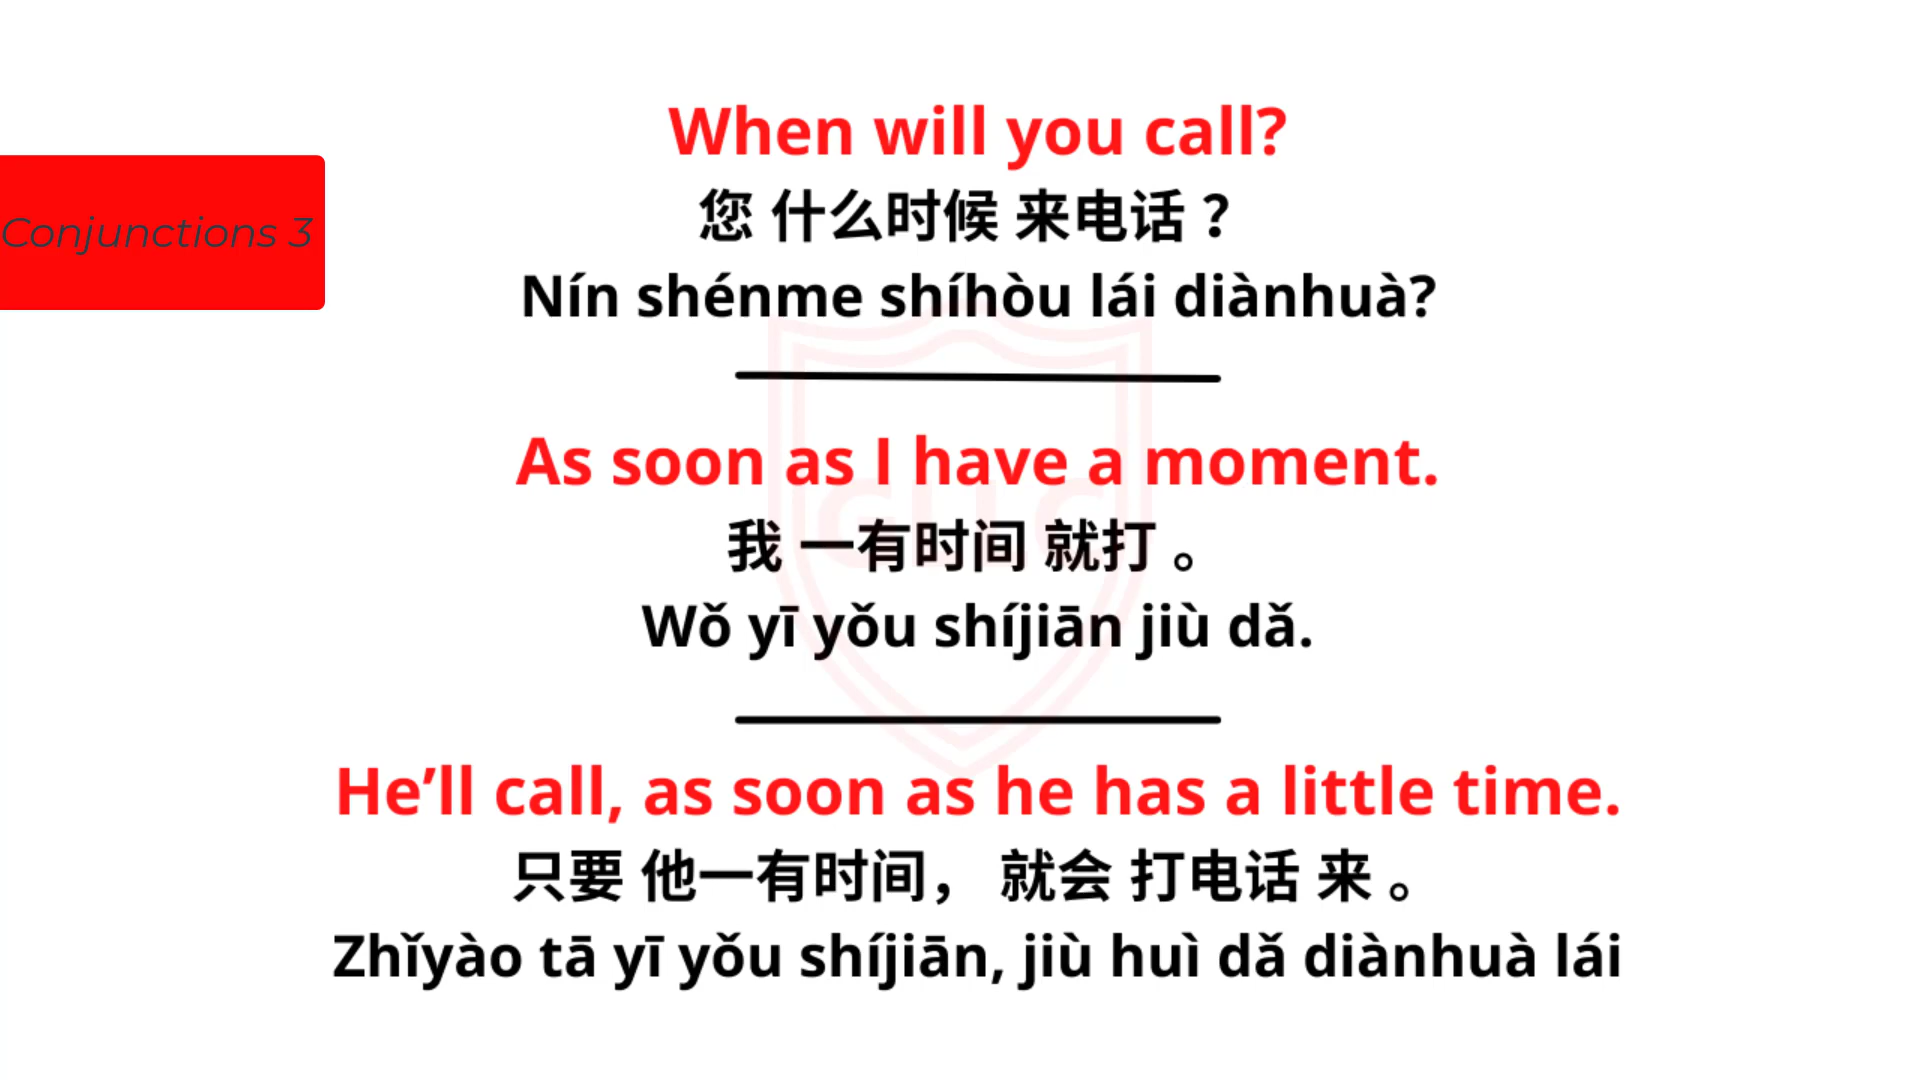 Conjunctions 3
When will you call?
您 什么时候 来电话 ？
Nín shénme shíhòu lái diànhuà?
As soon as I have a moment.
我 一有时间 就打 。
Wǒ yī yǒu shíjiān jiù dǎ.
He’ll call, as soon as he has a little time.
只要 他一有时间， 就会 打电话 来 。
Zhǐyào tā yī yǒu shíjiān, jiù huì dǎ diànhuà lái